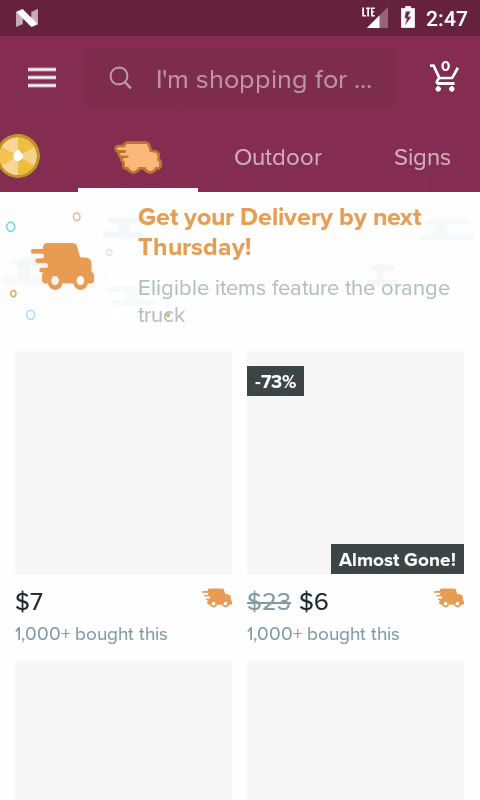 LTE 2:47
I'm shopping for ... 0
Outdoor Signs
Get your Delivery by next
Thursday!
Eligible items feature the orange
truck
-73%
Almost Gone!
$7 $23 $6
1,000+ bought this 1,000+ bought this